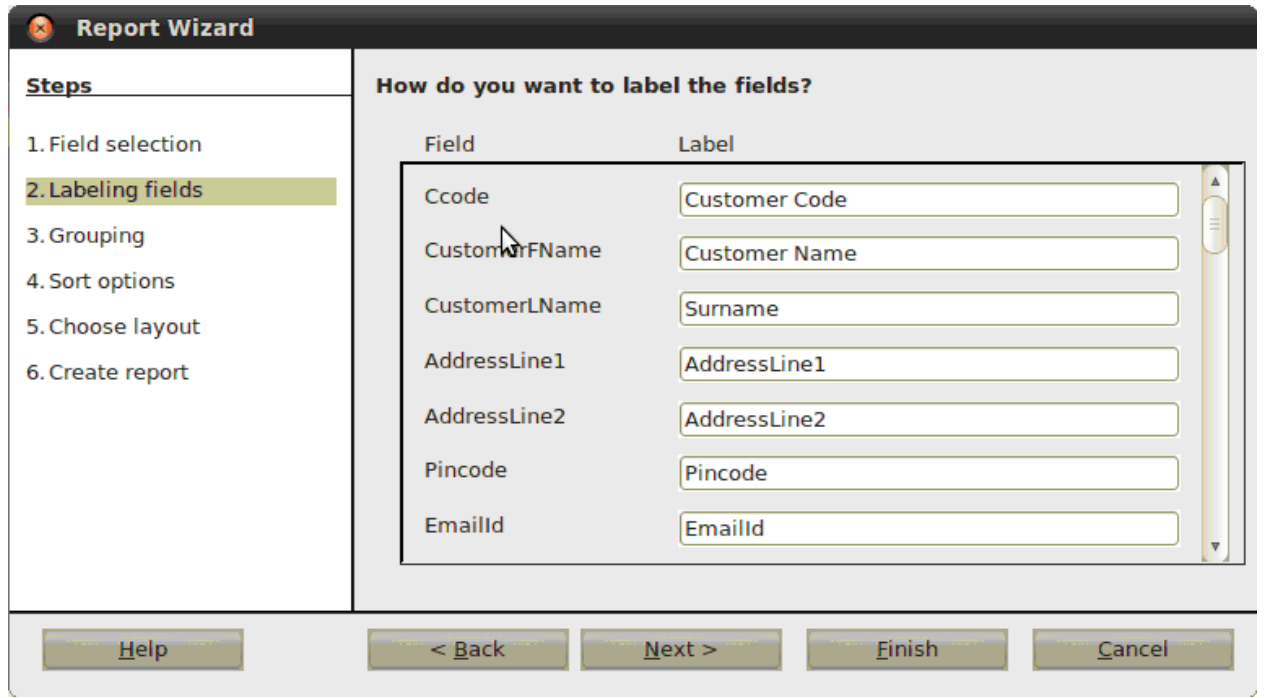 Report Wizard
Steps
1. Field selection
2. Labeling fields
3. Grouping
4. Sort options
5. Choose layout
6. Create report
How do you want to label the fields?
Field Label
Ccode Customer Code
CustomerFName Customer Name
CustomerLName Surname
AddressLine1 AddressLine1
AddressLine2 AddressLine2
Pincode Pincode
EmailId EmailId
Help < Back Next > Finish Cancel